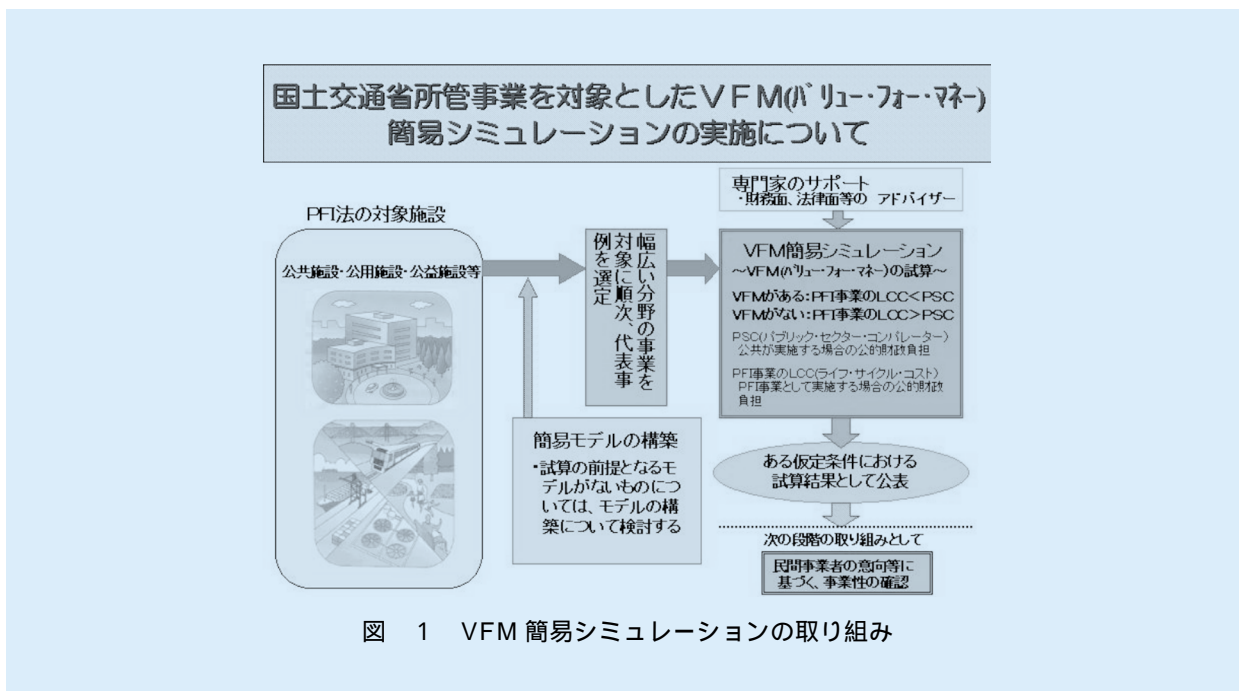 国土交通省所管事業を対象としたVFM(バリュー・フォー・マネー)
簡易シミュレーションの実施について
PFI法の対象施設
公共施設・公用施設・公益施設等
幅広い分野の事業を
対象に順次、代表事
例を選定
簡易モデルの構築
・試算の前提となるモ
デルがないものにつ
いては、モデルの構
築について検討する
専門家のサポート
・財務面、法律面等の アドバイザー
VFM簡易シミュレーション
~VFM(バリュー・フォー・マネー)の試算~
VFMがある:PFI事業のLCC<PSC
VFMがない:PFI事業のLCC>PSC
PSC(パブリック・セクター・コンパレーター)
公共が実施する場合の公的財政負担
PFI事業のLCC(ライフ・サイクル・コスト)
PFI事業として実施する場合の公的財政
負担
ある仮定条件における
試算結果として公表
次の段階の取り組みとして
民間事業者の意向等に
基づく、事業性の確認
図 1 VFM 簡易シミュレーションの取り組み